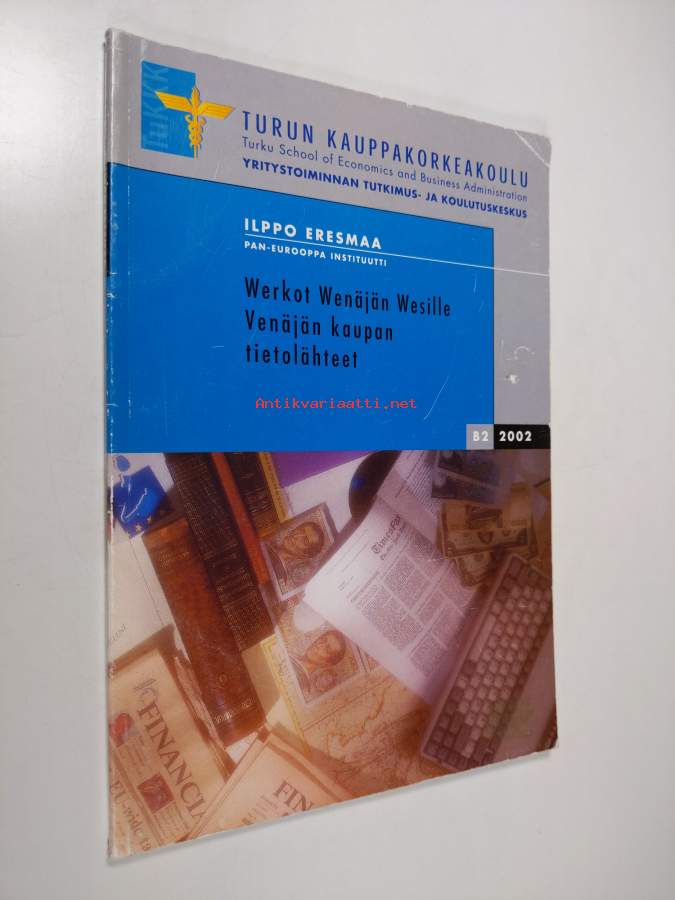 TuKKK
TURUN KAUPPAKORKEAKOULU
Turku School of Economics and Business Administration
YRITYSTOIMINNAN TUTKIMUS- JA KOULUTUSKESKUS
ILPPO ERESMAA
PAN-EUROOPPA INSTITUUTTI
Werkot Wenäjän Wesille
Venäjän kaupan
tietolähteet
Antikvariaatti.net
B2 2002
FINANCIA
FIN